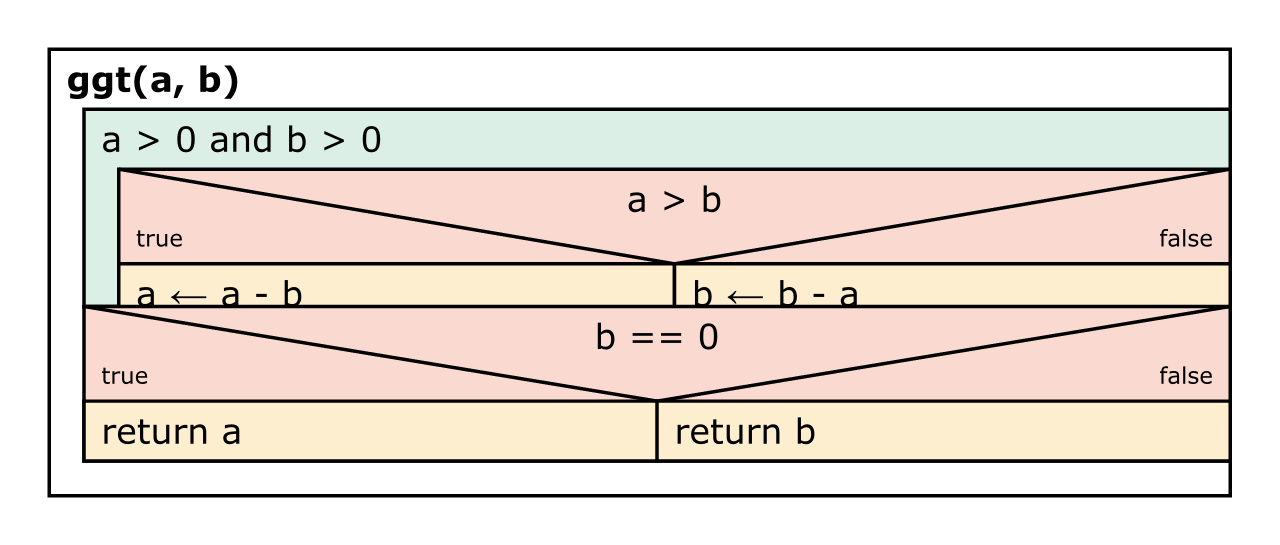 ggt(a, b)
a > 0 and b > 0
a > b
true false
a ← a - b b ← b - a
b == 0
true false
return a return b